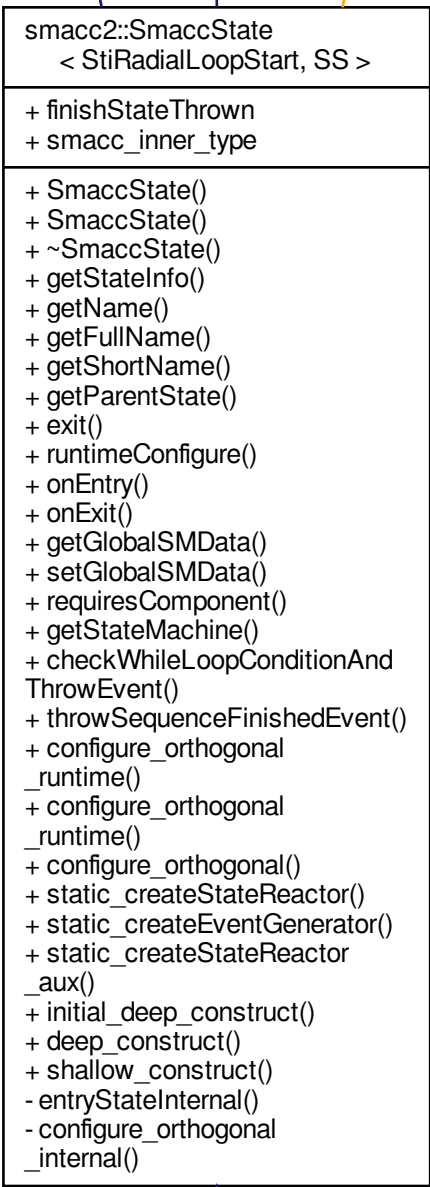 smacc2::SmaccState
< StiRadialLoopStart, SS >
+ finishStateThrown
+ smacc_inner_type
+ SmaccState()
+ SmaccState()
+ ~SmaccState()
+ getStateInfo()
+ getName()
+ getFullName()
+ getShortName()
+ getParentState()
+ exit()
+ runtimeConfigure()
+ onEntry()
+ onExit()
+ getGlobalSMData()
+ setGlobalSMData()
+ requiresComponent()
+ getStateMachine()
+ checkWhileLoopConditionAnd
ThrowEvent()
+ throwSequenceFinishedEvent()
+ configure_orthogonal
_runtime()
+ configure_orthogonal
_runtime()
+ configure_orthogonal()
+ static_createStateReactor()
+ static_createEventGenerator()
+ static_createStateReactor
_aux()
+ initial_deep_construct()
+ deep_construct()
+ shallow_construct()
- entryStateInternal()
- configure_orthogonal
_internal()